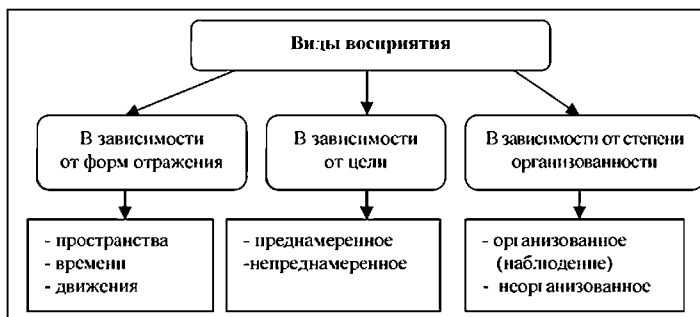 Виды восприятия
В зависимости
от форм отражения
В зависимости
от цели
В зависимости от степени
организованности
- пространства
- времени
- движения
- преднамеренное
-непреднамеренное
- организованное
(наблюдение)
- неорганизованное